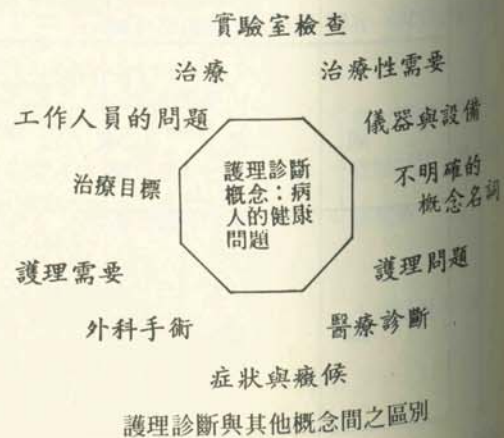 實驗室檢查
治療
治療性需要
工作人員的問題
儀器與設備
治療目標
護理診斷
概念：病
人的健康
問題
不明確的
概念名詞
護理需要
護理問題
外科手術
醫療診斷
症狀與癥候
護理診斷與其他概念間之區別